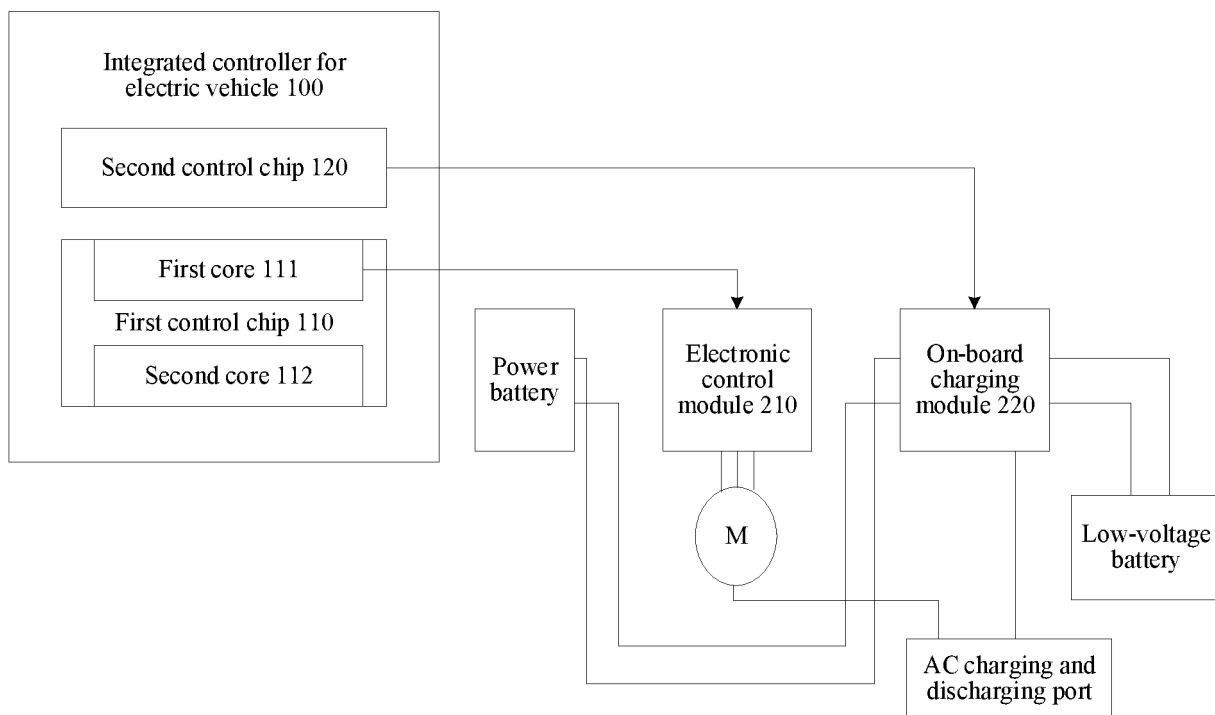 Integrated controller for
electric vehicle 100
Second control chip 120
First core 111
First control chip 110
Second core 112
Power
battery
Electronic
control
module 210
On-board
charging
module 220
M
Low-voltage
battery
AC charging and
discharging port